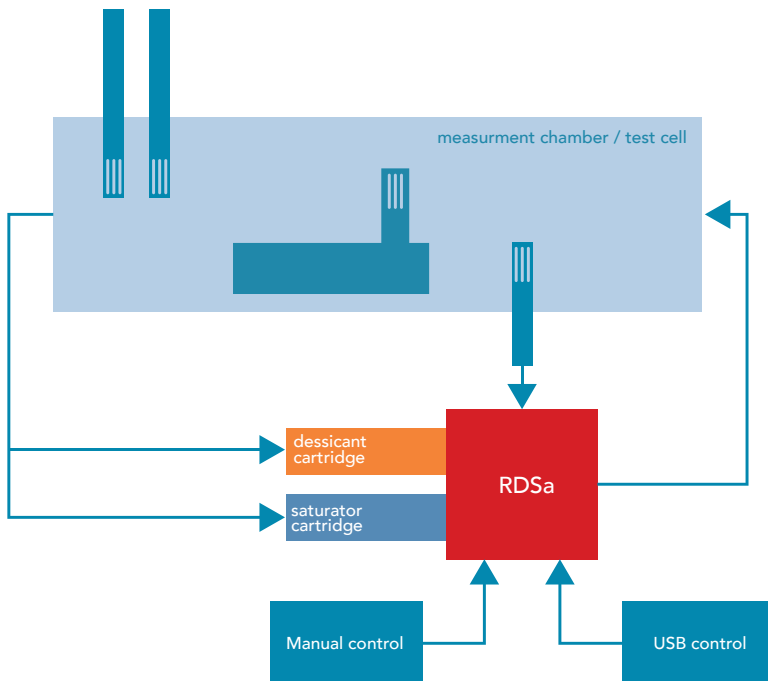 measurment chamber / test cell
dessicant
cartridge
RDSa
saturator
cartridge
Manual control
USB control